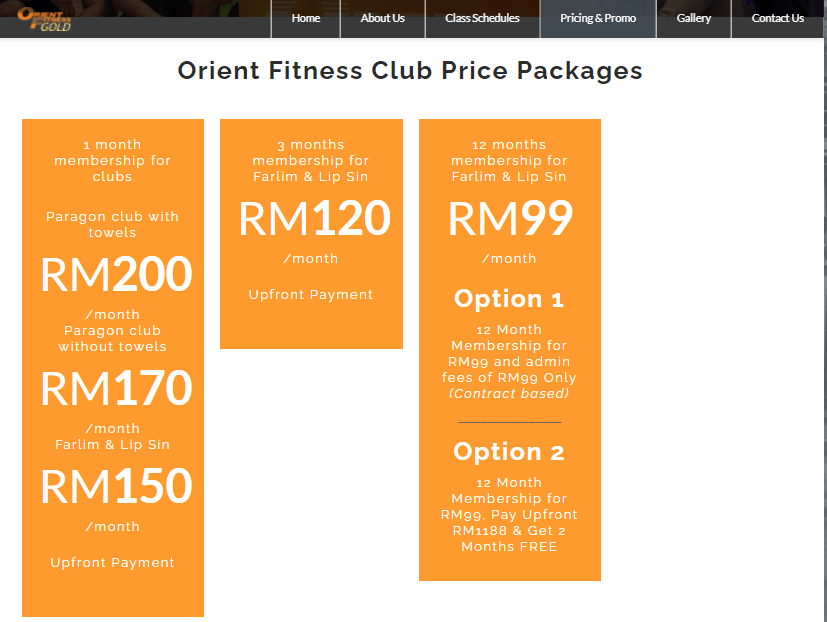 ORIENT
FITNESS
GOLD
Home
About Us
Class Schedules
Pricing & Promo
Gallery
Contact Us
Orient Fitness Club Price Packages
1 month
membership for
clubs
Paragon club with
towels
RM200
/month
Paragon club
without towels
RM170
/month
Farlim & Lip Sin
RM150
/month
Upfront Payment
3 months
membership for
Farlim & Lip Sin
RM120
/month
Upfront Payment
12 months
membership for
Farlim & Lip Sin
RM99
/month
Option 1
12 Month
Membership for
RM99 and admin
fees of RM99 Only
(Contract based)
Option 2
12 Month
Membership for
RM99, Pay Upfront
RM1188 & Get 2
Months FREE